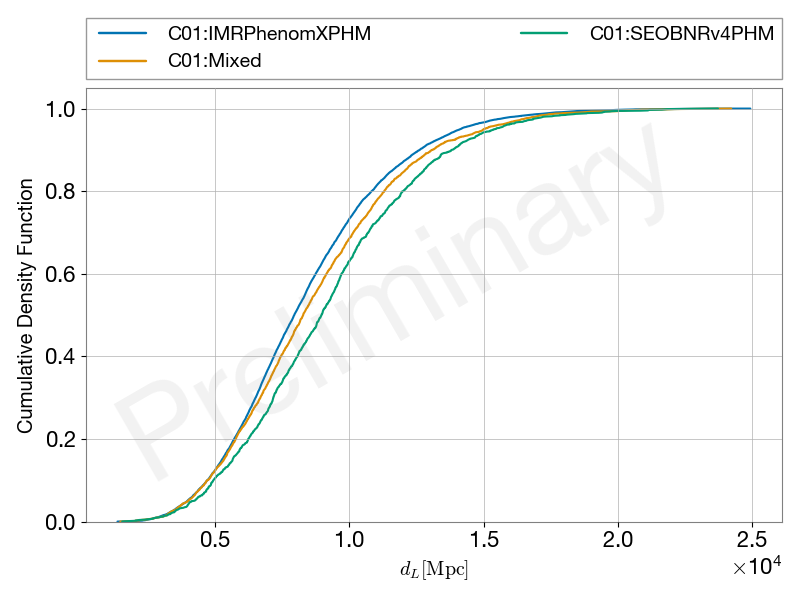 C01:IMRPhenomXPHM
C01:Mixed
C01:SEOBNRv4PHM
Preliminary
Cumulative Density Function
1.0
0.8
0.6
0.4
0.2
0.0
0.5
1.0
1.5
2.0
2.5
×10⁴
d_L[Mpc]